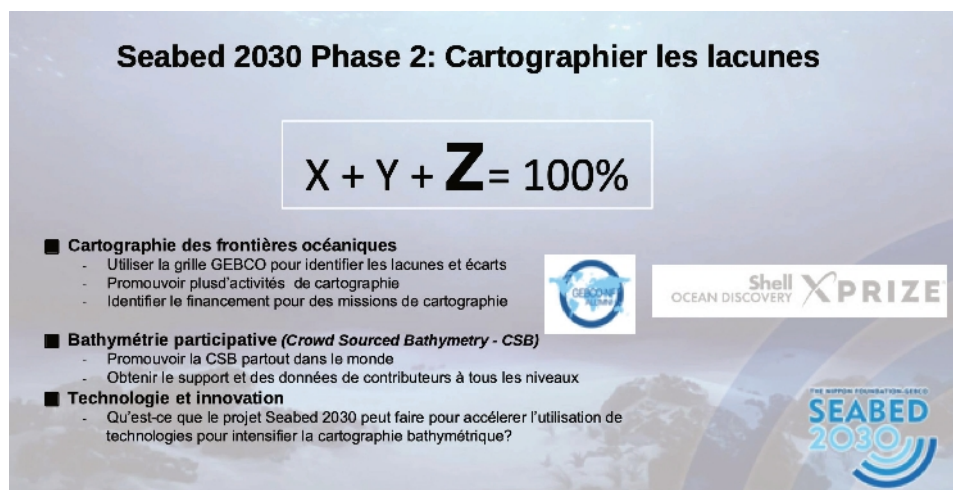 Seabed 2030 Phase 2: Cartographier les lacunes
X + Y + Z = 100%
Cartographie des frontières océaniques
- Utiliser la grille GEBCO pour identifier les lacunes et écarts
- Promouvoir plusd'activités de cartographie
- Identifier le financement pour des missions de cartographie
GEBCO-NF
ALUMNI
Shell
OCEAN DISCOVERY XPRIZE
Bathymétrie participative (Crowd Sourced Bathymetry - CSB)
- Promouvoir la CSB partout dans le monde
- Obtenir le support et des données de contributeurs à tous les niveaux
Technologie et innovation
- Qu'est-ce que le projet Seabed 2030 peut faire pour accélerer l'utilisation de
technologies pour intensifier la cartographie bathymétrique?
THE NIPPON FOUNDATION-GEBCO
SEABED
2030